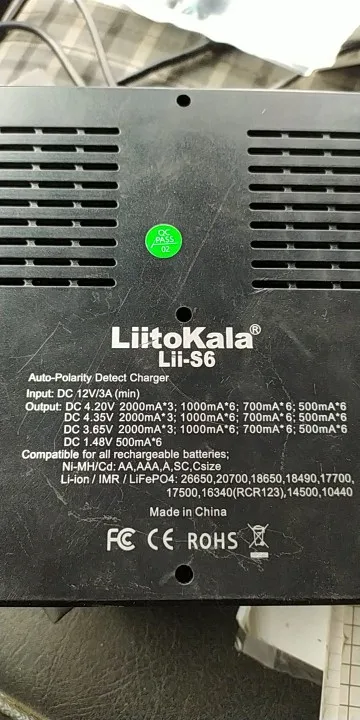 QC
PASS
02
LiitoKala®
Lii-S6
Auto-Polarity Detect Charger
Input: DC 12V/3A (min)
Output: DC 4.20V 2000mA*3; 1000mA*6; 700mA*6; 500mA*6
DC 4.35V 2000mA*3; 1000mA*6; 700mA*6; 500mA*6
DC 3.65V 2000mA*3; 1000mA*6; 700mA*6; 500mA*6
DC 1.48V 500mA*6
Compatible for all rechargeable batteries;
Ni-MH/Cd: AA,AAA,A,SC,Csize
Li-ion / IMR / LiFePO4: 26650,20700,18650,18490,17700,
17500,16340(RCR123),14500,10440
Made in China
FC CE ROHS